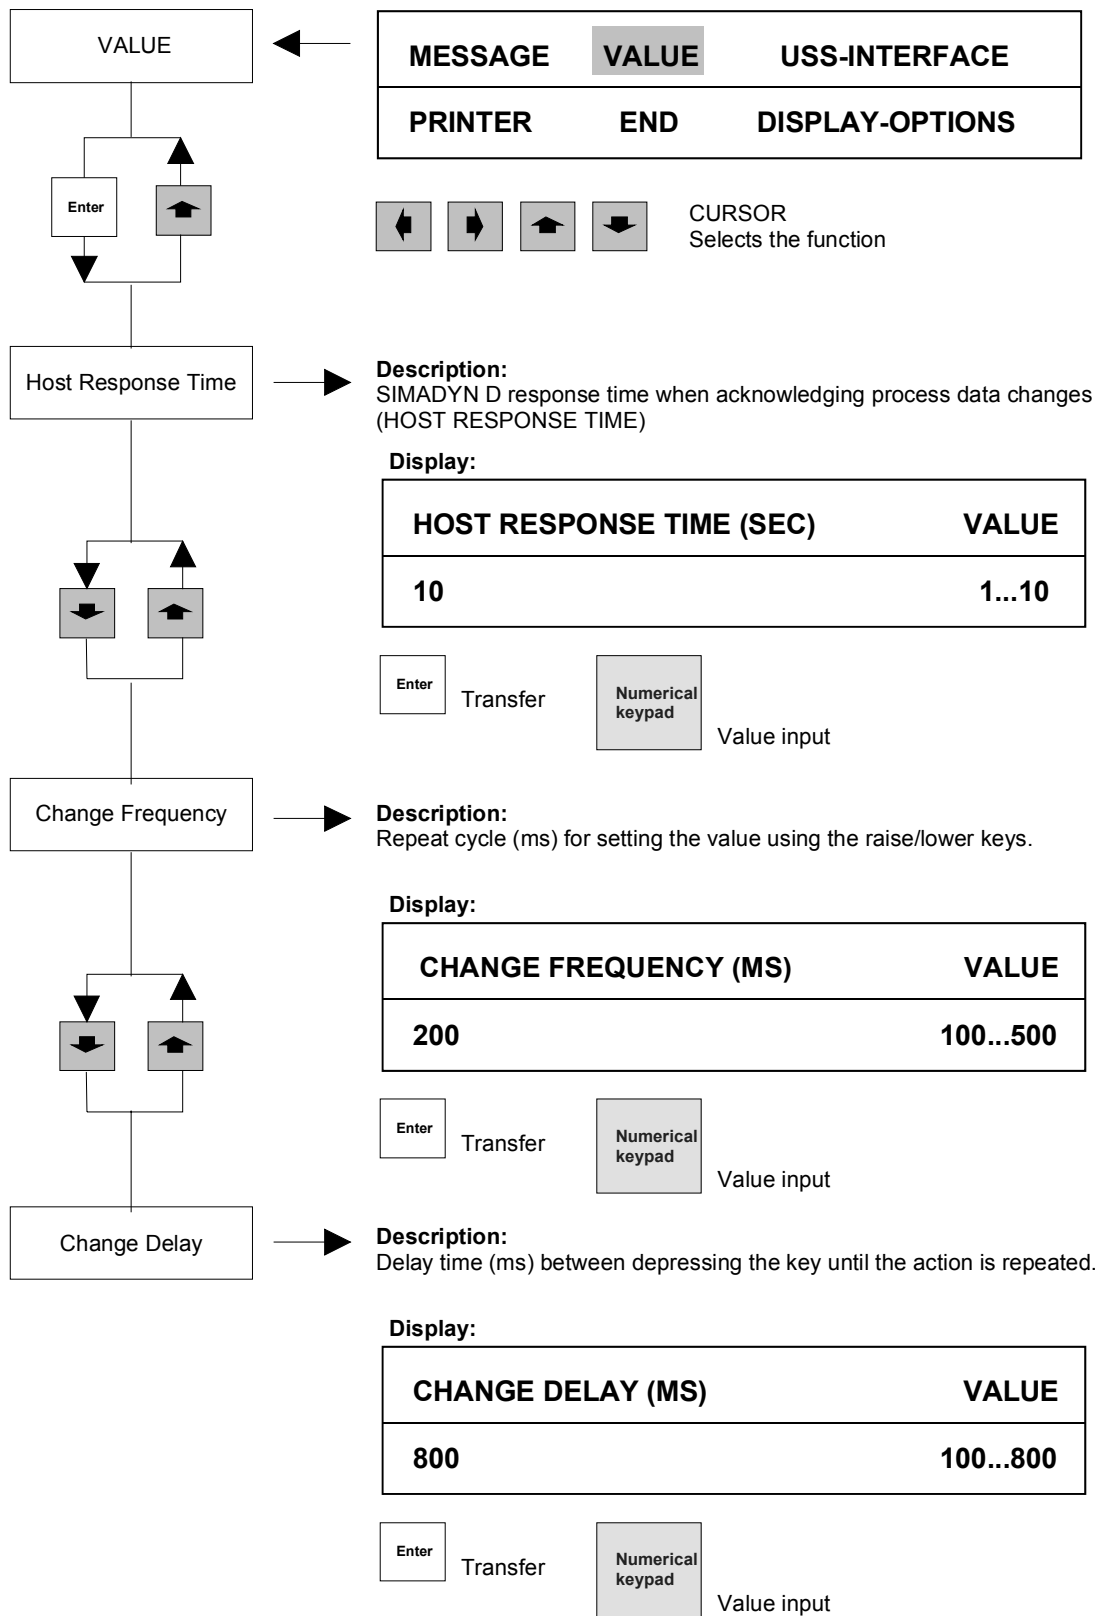 VALUE
MESSAGE VALUE USS-INTERFACE
PRINTER END DISPLAY-OPTIONS
Enter
CURSOR
Selects the function
Host Response Time
Description:
SIMADYN D response time when acknowledging process data changes
(HOST RESPONSE TIME)
Display:
HOST RESPONSE TIME (SEC) VALUE
10 1...10
Enter
Transfer
Numerical
keypad
Value input
Change Frequency
Description:
Repeat cycle (ms) for setting the value using the raise/lower keys.
Display:
CHANGE FREQUENCY (MS) VALUE
200 100...500
Enter
Transfer
Numerical
keypad
Value input
Change Delay
Description:
Delay time (ms) between depressing the key until the action is repeated.
Display:
CHANGE DELAY (MS) VALUE
800 100...800
Enter
Transfer
Numerical
keypad
Value input